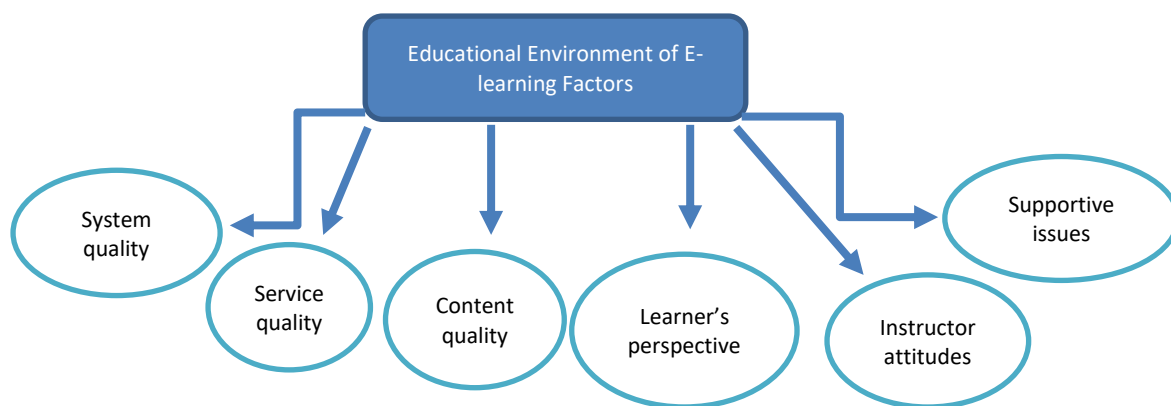 Educational Environment of E-
learning Factors
System
quality
Service
quality
Content
quality
Learner’s
perspective
Instructor
attitudes
Supportive
issues